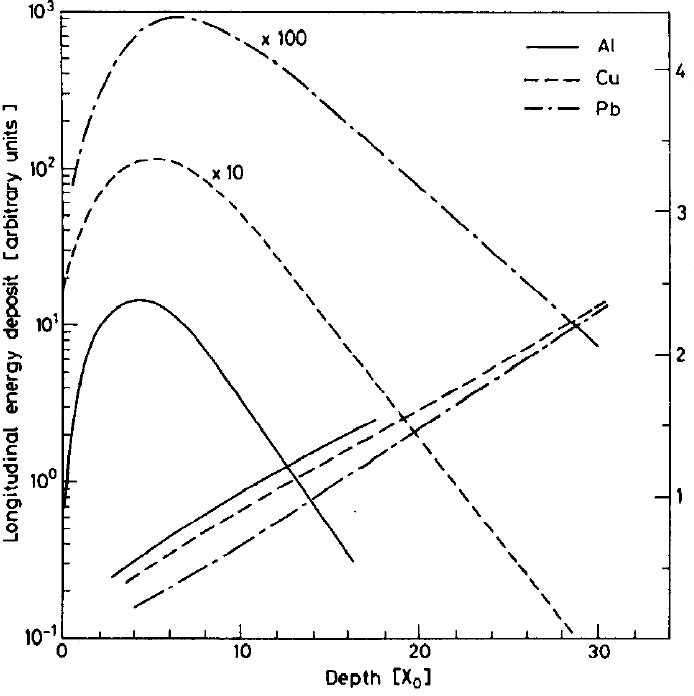 10³
10²
10¹
10⁰
10⁻¹
Longitudinal energy deposit [arbitrary units]
x 100
x 10
Al
Cu
Pb
4
3
2
1
0
10
20
30
Depth [X₀]